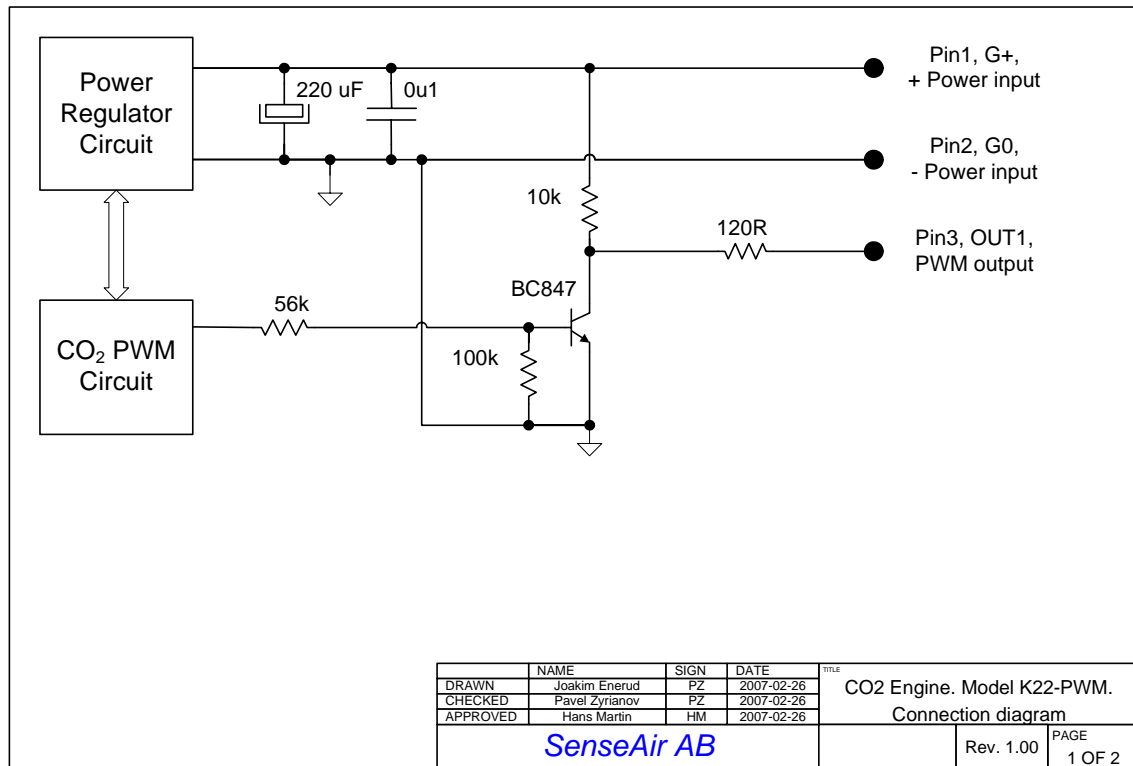 Power
Regulator
Circuit
220 uF
0u1
Pin1, G+,
+ Power input
Pin2, G0,
- Power input
10k
120R
Pin3, OUT1,
PWM output
BC847
56k
CO₂ PWM
Circuit
100k
NAME SIGN DATE
DRAWN Joakim Enerud PZ 2007-02-26
CHECKED Pavel Zyrianov PZ 2007-02-26
APPROVED Hans Martin HM 2007-02-26
TITLE
CO2 Engine. Model K22-PWM.
Connection diagram
SenseAir AB
Rev. 1.00
PAGE
1 OF 2